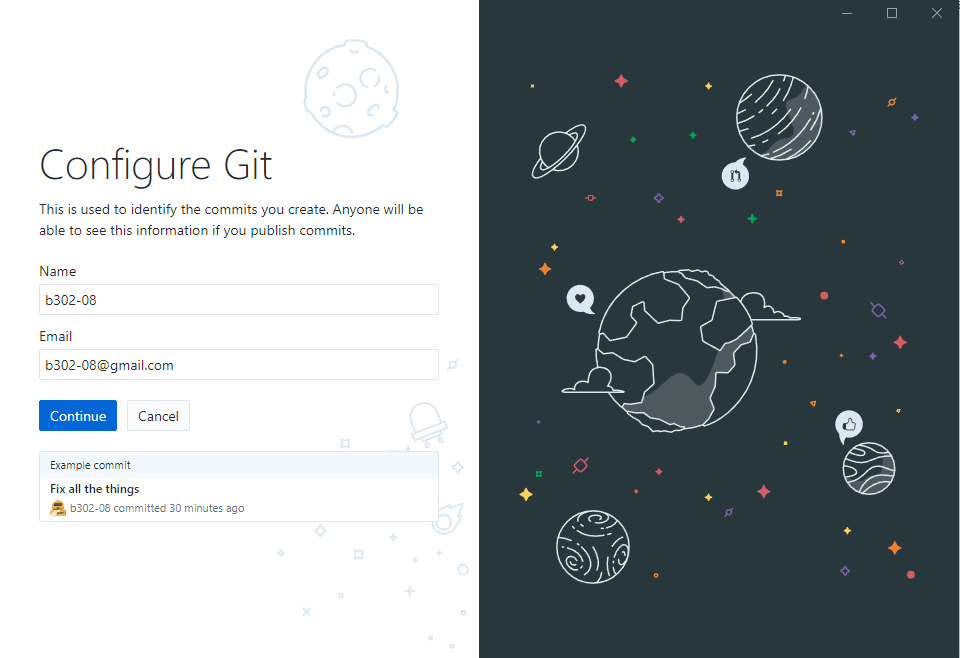 Configure Git
This is used to identify the commits you create. Anyone will be
able to see this information if you publish commits.
Name
b302-08
Email
b302-08@gmail.com
Continue
Cancel
Example commit
Fix all the things
b302-08 committed 30 minutes ago